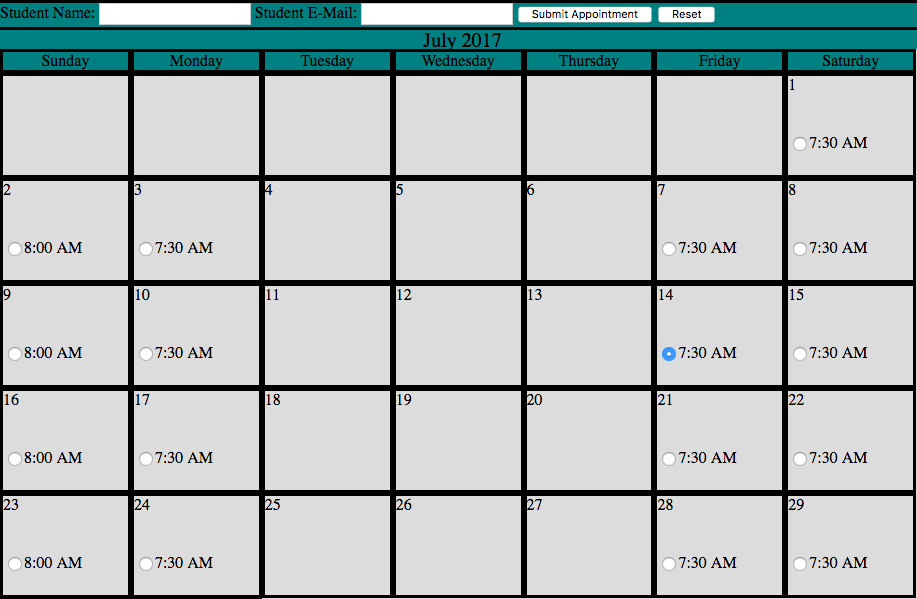 Student Name: Student E-Mail: Submit Appointment Reset
July 2017
Sunday Monday Tuesday Wednesday Thursday Friday Saturday
1
7:30 AM
2 3 4 5 6 7 8
8:00 AM 7:30 AM 7:30 AM 7:30 AM
9 10 11 12 13 14 15
8:00 AM 7:30 AM 7:30 AM 7:30 AM
16 17 18 19 20 21 22
8:00 AM 7:30 AM 7:30 AM 7:30 AM
23 24 25 26 27 28 29
8:00 AM 7:30 AM 7:30 AM 7:30 AM